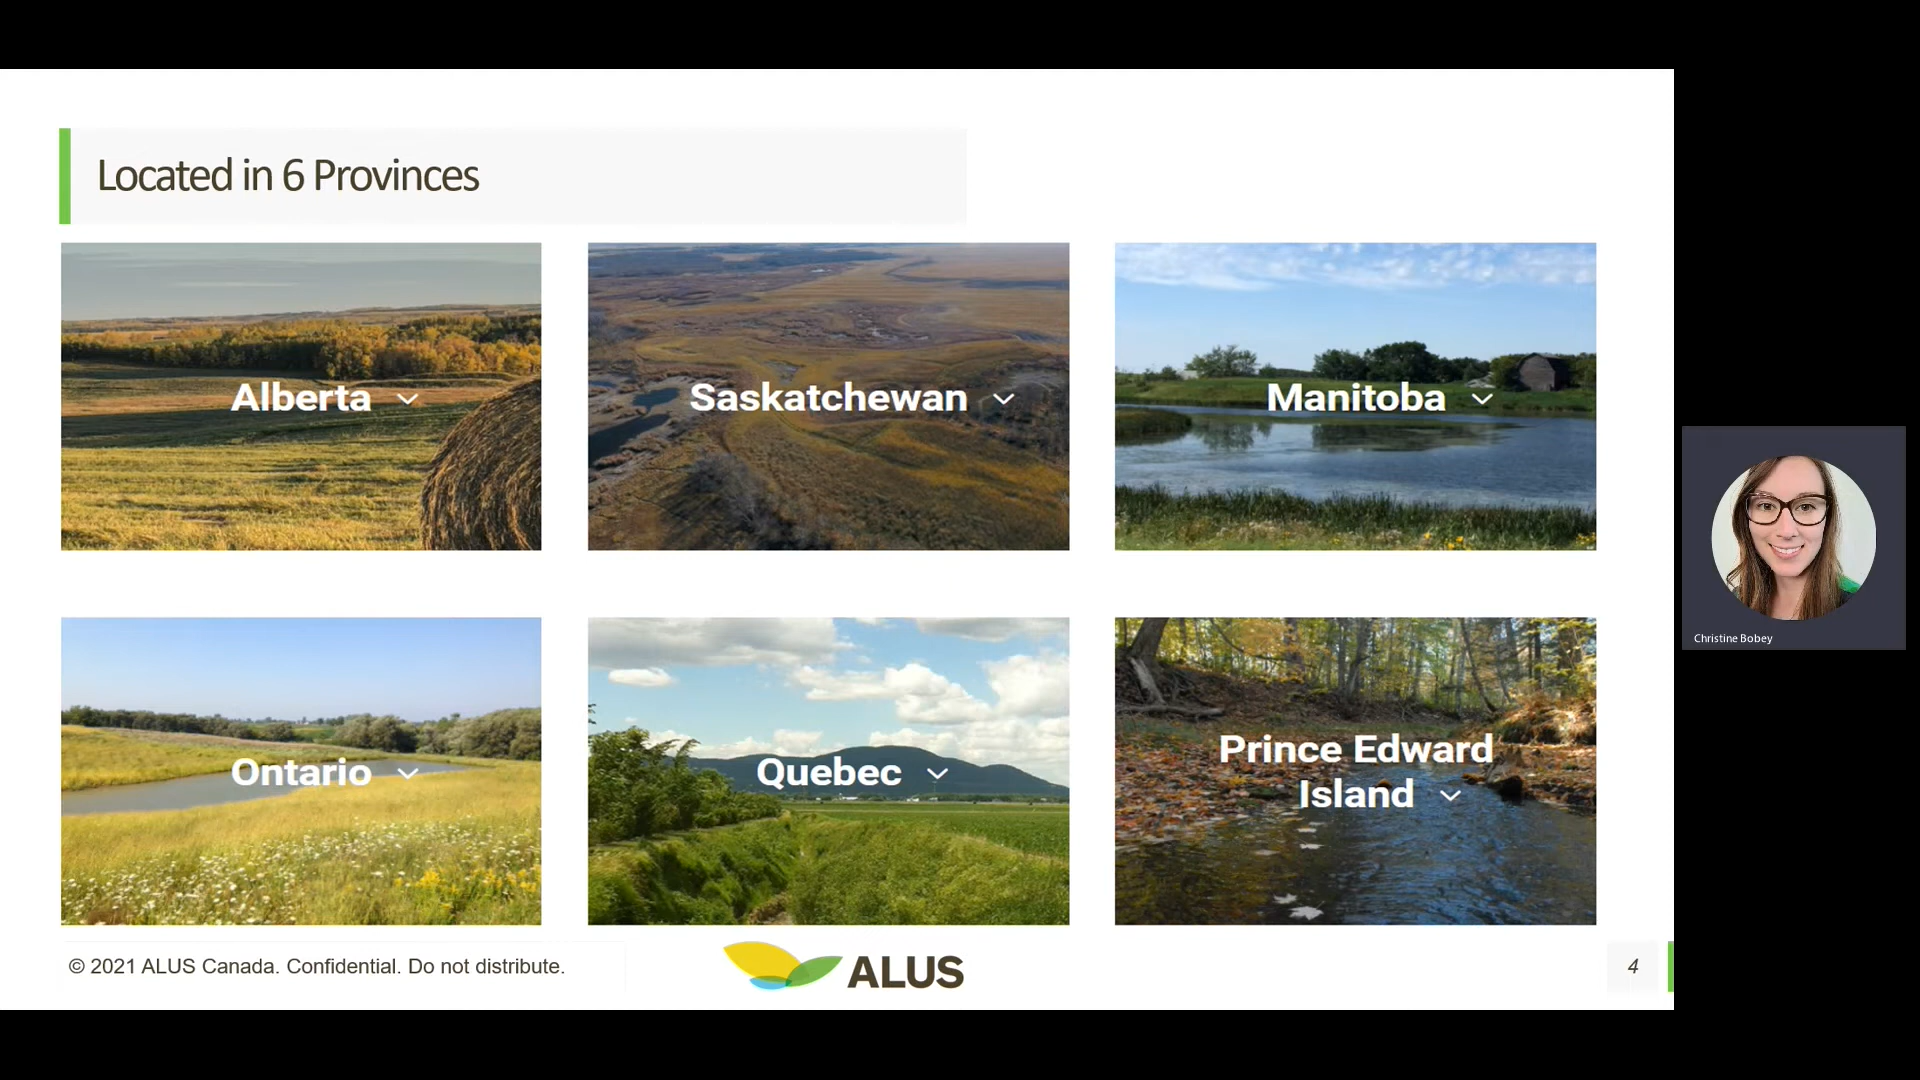 Located in 6 Provinces
Alberta
Saskatchewan
Manitoba
Ontario
Quebec
Prince Edward
Island
Christine Bobey
© 2021 ALUS Canada. Confidential. Do not distribute.
ALUS
4